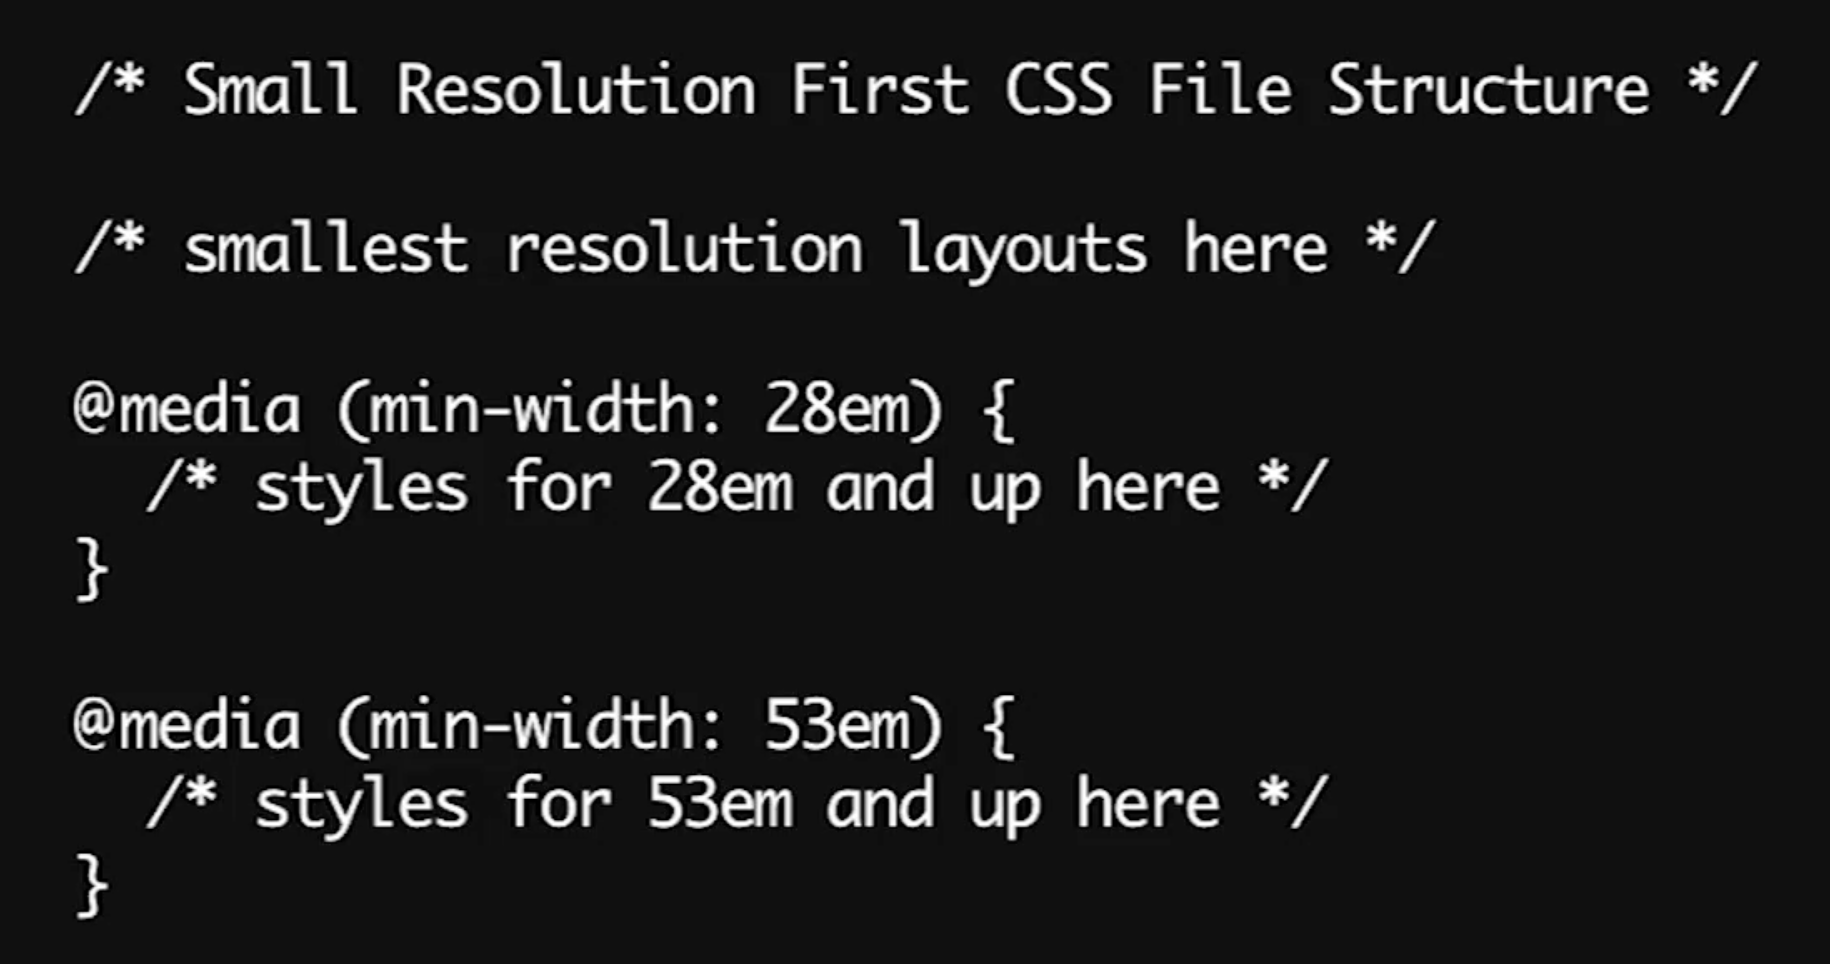 /* Small Resolution First CSS File Structure */
/* smallest resolution layouts here */
@media (min-width: 28em) {
  /* styles for 28em and up here */
}
@media (min-width: 53em) {
  /* styles for 53em and up here */
}